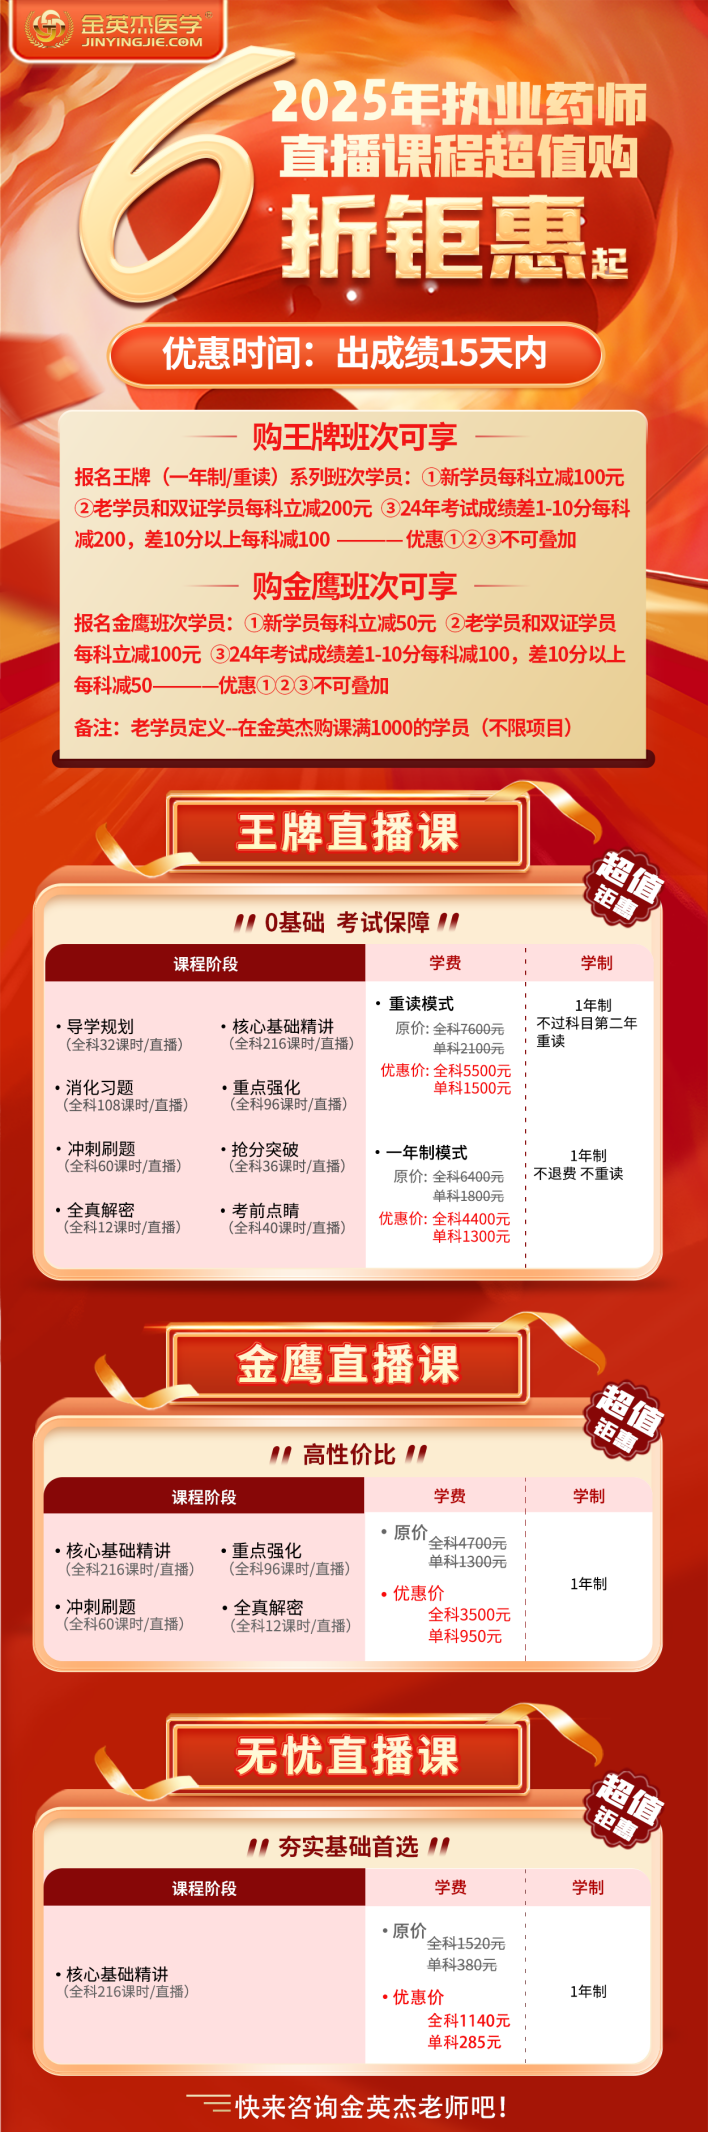 金英杰医学
JINYINGJIE.COM
2025年执业药师
直播课程超值购
6折钜惠起
优惠时间：出成绩15天内
购王牌班次可享
报名王牌（一年制/重读）系列班次学员：①新学员每科立减100元
②老学员和双证学员每科立减200元 ③24年考试成绩差1-10分每科
减200，差10分以上每科减100 ———— 优惠①②③不可叠加
购金鹰班次可享
报名金鹰班次学员：①新学员每科立减50元 ②老学员和双证学员
每科立减100元 ③24年考试成绩差1-10分每科减100，差10分以上
每科减50————优惠①②③不可叠加
备注：老学员定义--在金英杰购课满1000的学员（不限项目）
王牌直播课
超值
钜惠
0基础 考试保障
课程阶段 学费 学制
• 导学规划 • 核心基础精讲
（全科32课时/直播） （全科216课时/直播）
• 消化习题 • 重点强化
（全科108课时/直播） （全科96课时/直播）
• 冲刺刷题 • 抢分突破
（全科60课时/直播） （全科36课时/直播）
• 全真解密 • 考前点睛
（全科12课时/直播） （全科40课时/直播）
• 重读模式
原价: 全科7600元
单科2100元
优惠价: 全科5500元
单科1500元
1年制
不过科目第二年
重读
• 一年制模式
原价: 全科6400元
单科1800元
优惠价: 全科4400元
单科1300元
1年制
不退费 不重读
金鹰直播课
超值
钜惠
高性价比
课程阶段 学费 学制
• 核心基础精讲 • 重点强化
（全科216课时/直播） （全科96课时/直播）
• 冲刺刷题 • 全真解密
（全科60课时/直播） （全科12课时/直播）
• 原价
全科4700元
单科1300元
• 优惠价
全科3500元
单科950元
1年制
无忧直播课
超值
钜惠
夯实基础首选
课程阶段 学费 学制
• 核心基础精讲
（全科216课时/直播）
• 原价
全科1520元
单科380元
• 优惠价
全科1140元
单科285元
1年制
快来咨询金英杰老师吧！